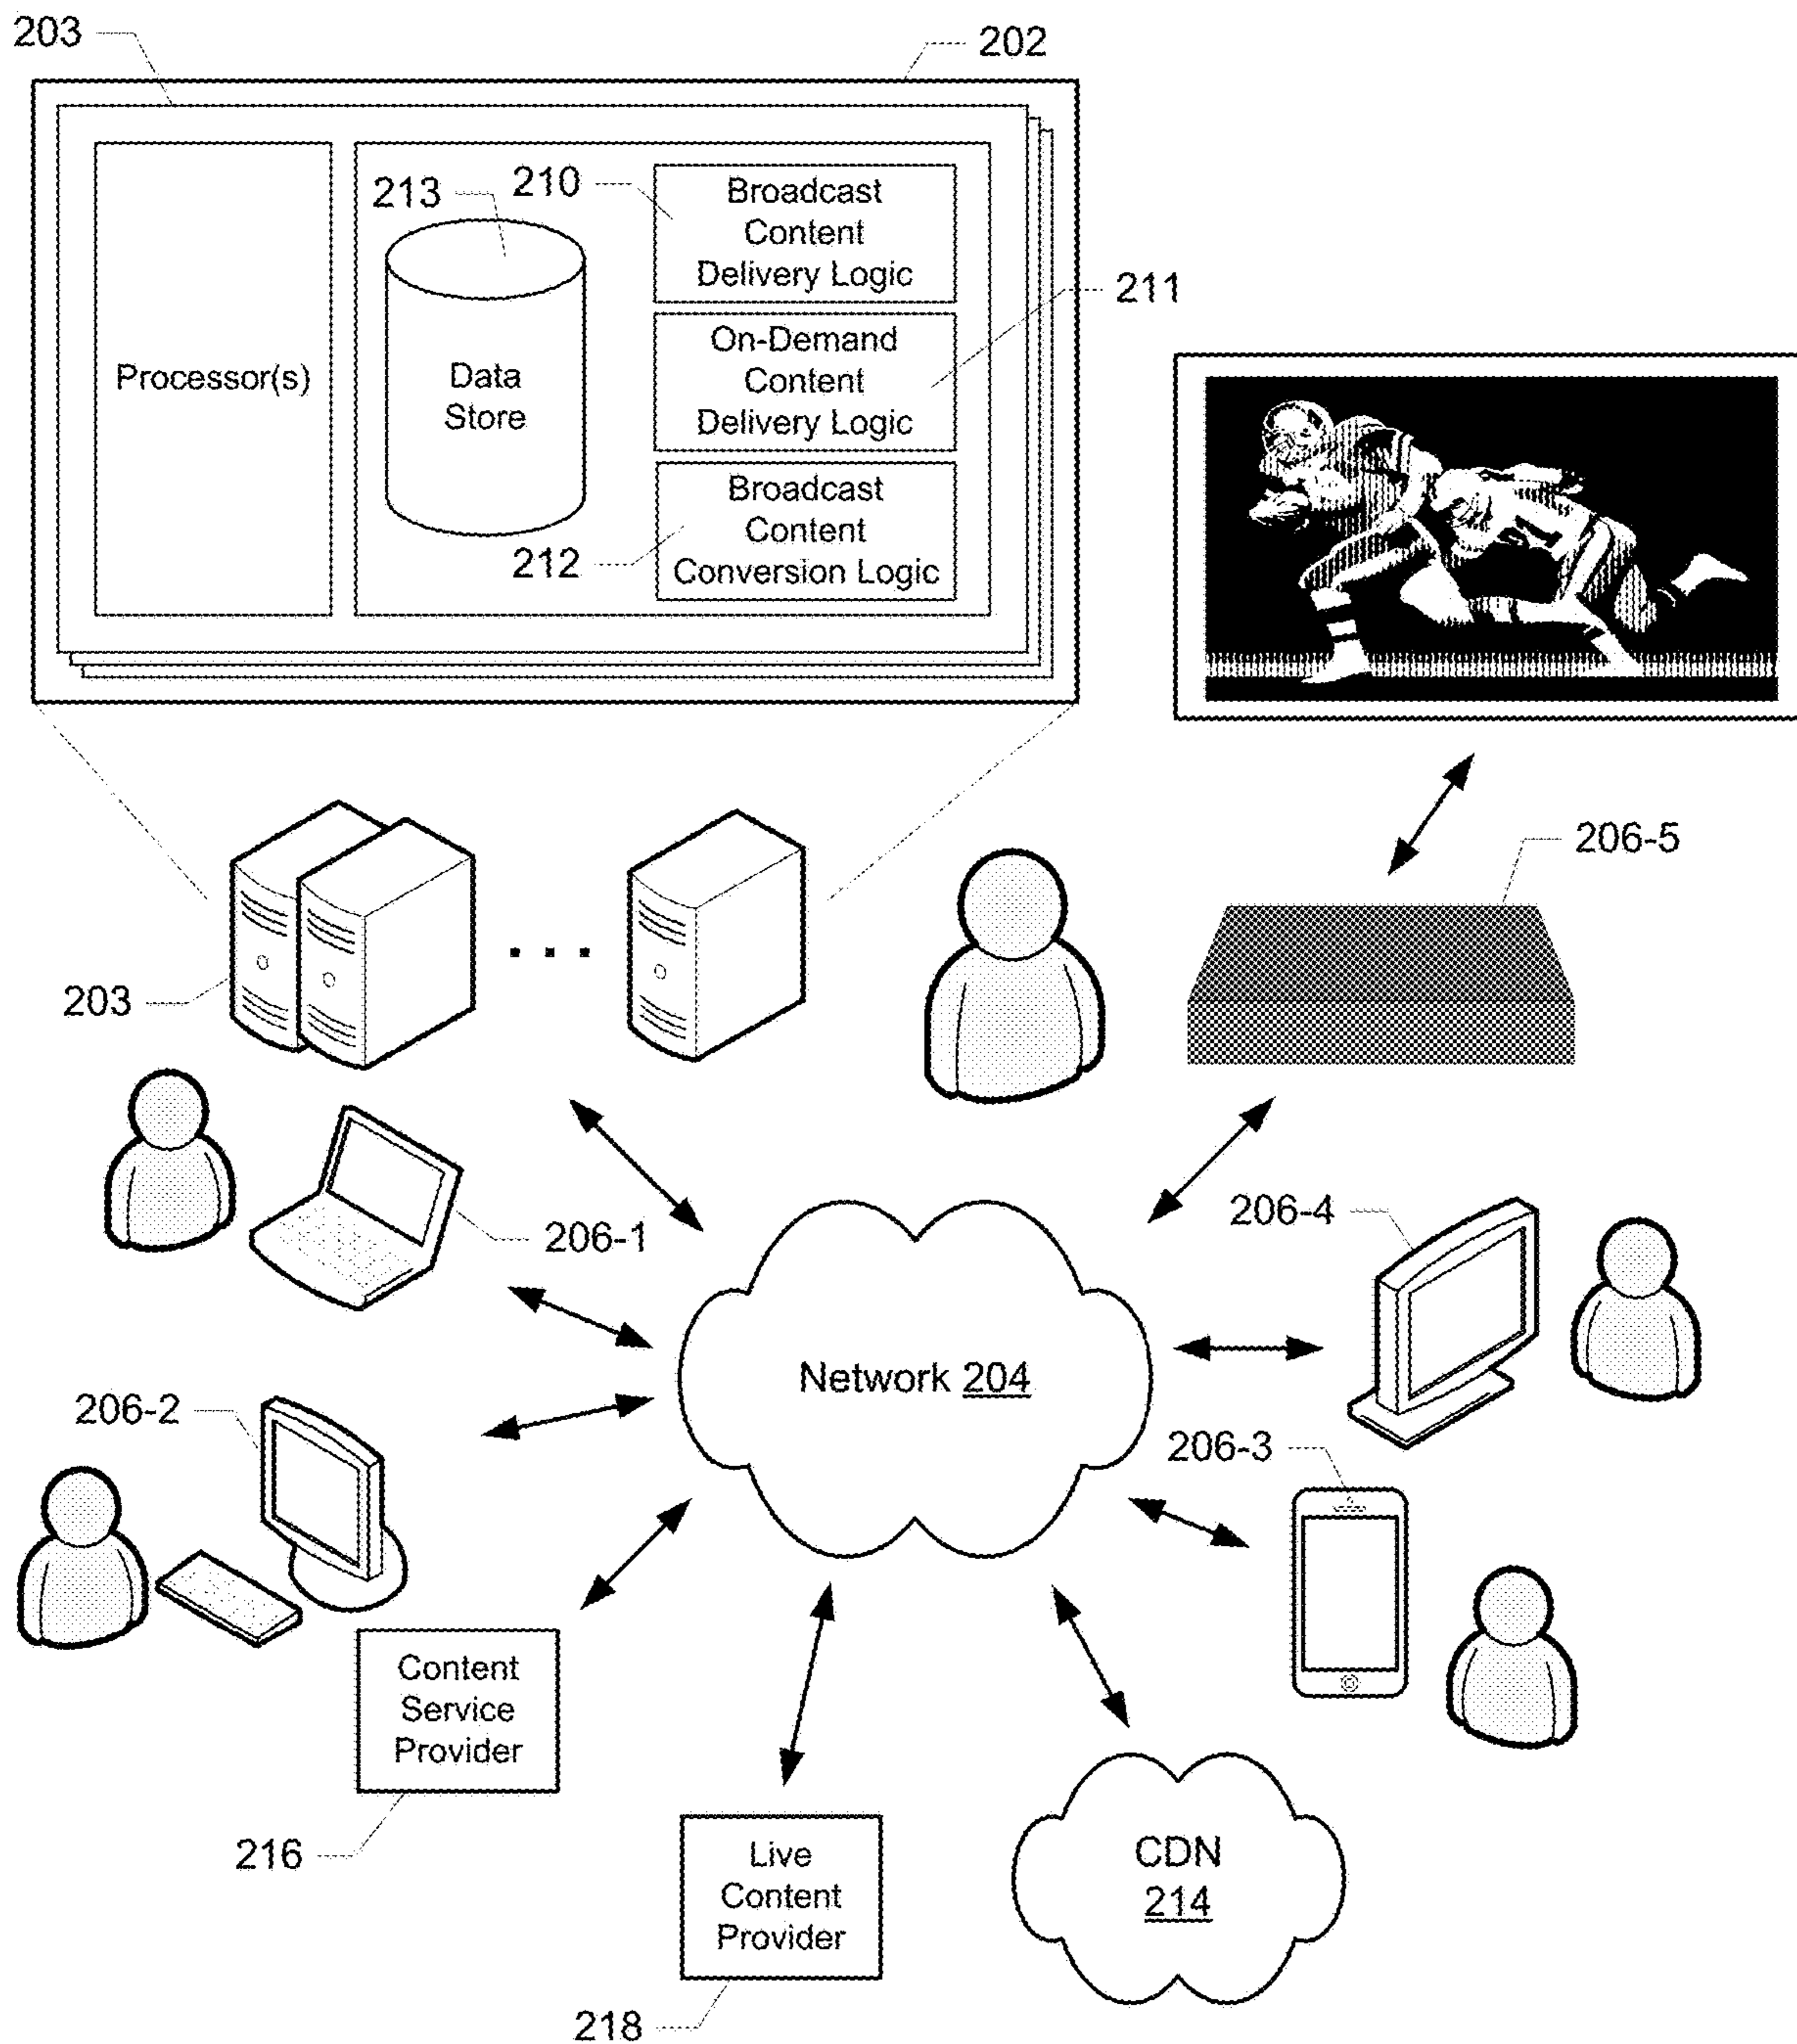 203
202
213
210
Broadcast
Content
Delivery Logic
211
On-Demand
Content
Delivery Logic
Processor(s)
Data
Store
Broadcast
Content
Conversion Logic
212
206-5
203
206-1
206-4
Network 204
206-2
206-3
Content
Service
Provider
216
Live
Content
Provider
218
CDN
214